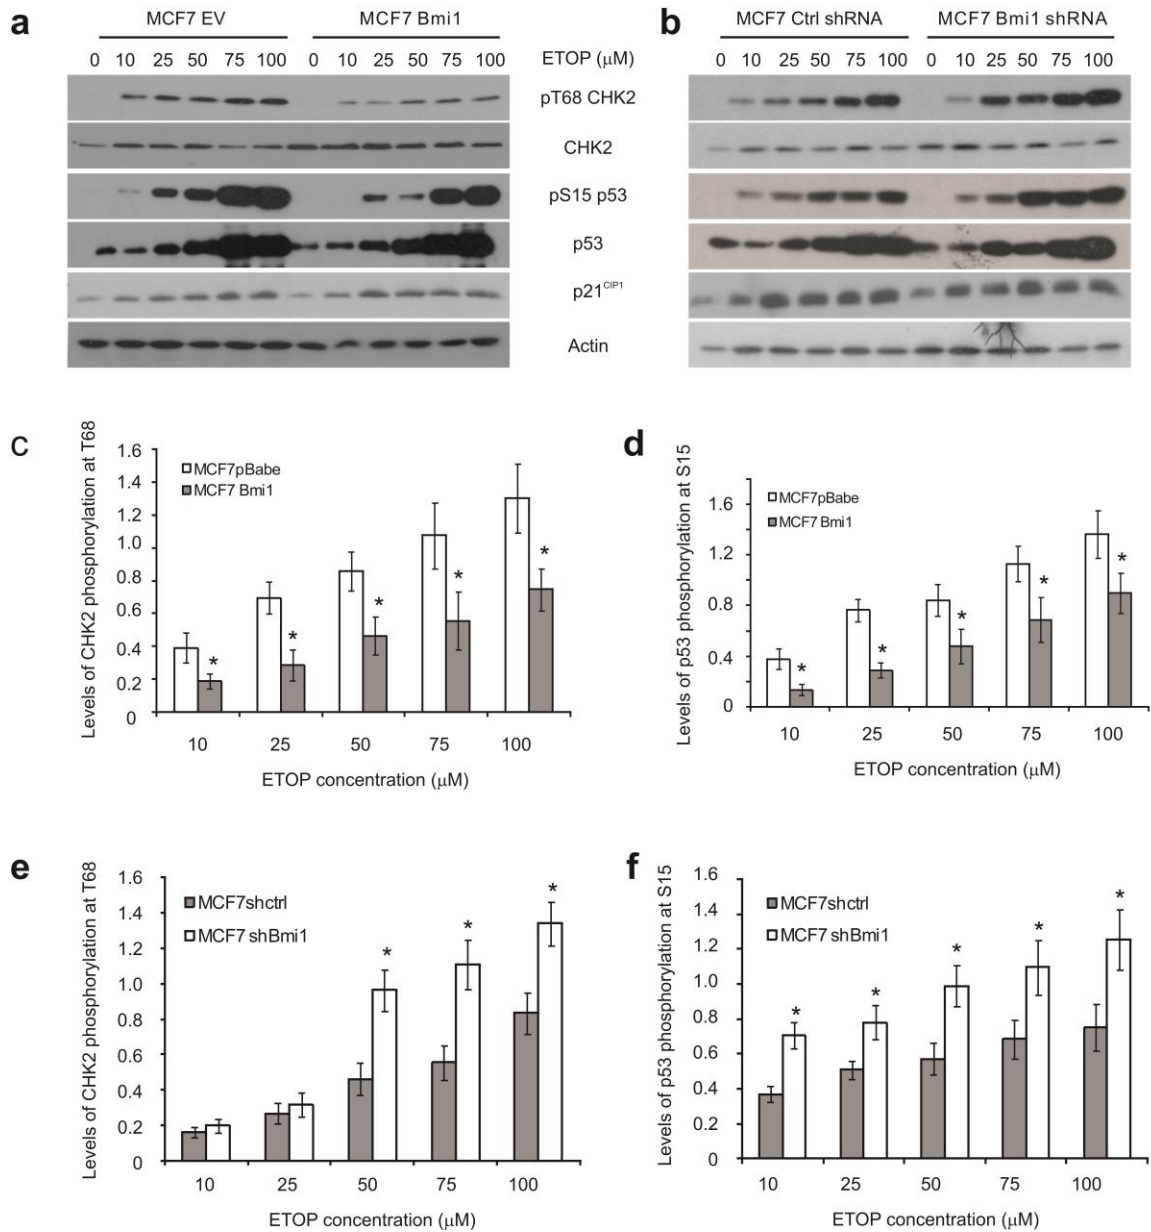 a
MCF7 EV
MCF7 Bmi1
0 10 25 50 75 100 0 10 25 50 75 100
ETOP (μM)
b
MCF7 Ctrl shRNA
MCF7 Bmi1 shRNA
0 10 25 50 75 100 0 10 25 50 75 100
pT68 CHK2
CHK2
pS15 p53
p53
p21CIP1
Actin
c
Levels of CHK2 phosphorylation at T68
1.6
1.4
1.2
1.0
0.8
0.6
0.4
0.2
0
MCF7pBabe
MCF7 Bmi1
* * * * *
10 25 50 75 100
ETOP concentration (μM)
d
Levels of p53 phosphorylation at S15
1.6
1.2
0.8
0.4
0
MCF7pBabe
MCF7 Bmi1
* * * * *
10 25 50 75 100
ETOP concentration (μM)
e
Levels of CHK2 phosphorylation at T68
1.6
1.4
1.2
1.0
0.8
0.6
0.4
0.2
0
MCF7shctrl
MCF7 shBmi1
* * *
10 25 50 75 100
ETOP concentration (μM)
f
Levels of p53 phosphorylation at S15
1.6
1.4
1.2
1.0
0.8
0.6
0.4
0.2
0
MCF7shctrl
MCF7 shBmi1
* * * * *
10 25 50 75 100
ETOP concentration (μM)